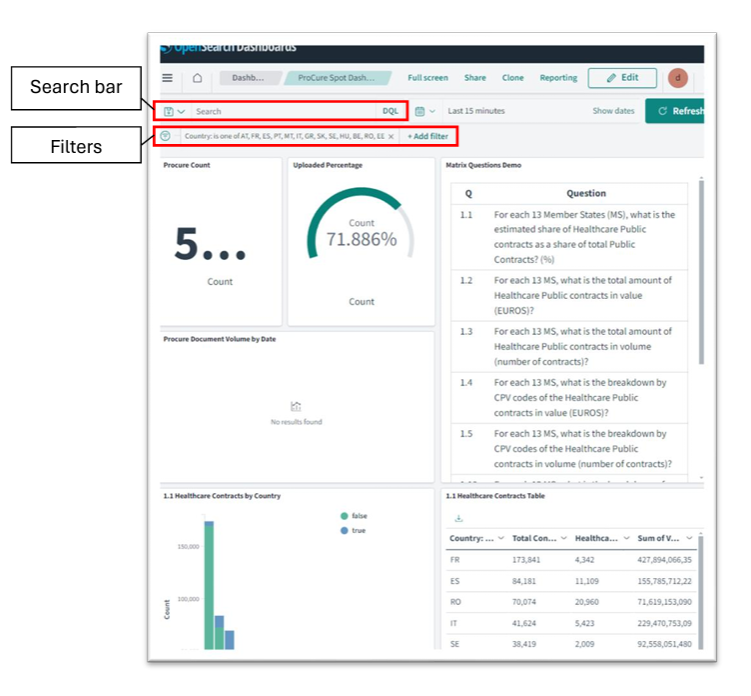 OpenSearch Dashboards
Search bar
Filters
Dashb...
ProCure Spot Dash...
Full screen
Share
Clone
Reporting
Edit
d
Search
DQL
Last 15 minutes
Show dates
Refresh
Country: is one of AT, FR, ES, PT, MT, IT, GR, SK, SE, HU, BE, RO, EE ×
+ Add filter
Procure Count
5...
Count
Uploaded Percentage
Count
71.886%
Count
Procure Document Volume by Date
No results found
Matrix Questions Demo
Q Question
1.1 For each 13 Member States (MS), what is the
estimated share of Healthcare Public
contracts as a share of total Public
Contracts? (%)
1.2 For each 13 MS, what is the total amount of
Healthcare Public contracts in value
(EUROS)?
1.3 For each 13 MS, what is the total amount of
Healthcare Public contracts in volume
(number of contracts)?
1.4 For each 13 MS, what is the breakdown by
CPV codes of the Healthcare Public
contracts in value (EUROS)?
1.5 For each 13 MS, what is the breakdown by
CPV codes of the Healthcare Public
contracts in volume (number of contracts)?
1.1 Healthcare Contracts by Country
false
true
150,000
100,000
Count
1.1 Healthcare Contracts Table
Country: ... Total Con... Healthca... Sum of V...
FR 173,841 4,342 427,894,066,35
ES 84,181 11,109 155,785,712,22
RO 70,074 20,960 71,619,153,090
IT 41,624 5,423 229,470,753,09
SE 38,419 2,009 92,558,051,480